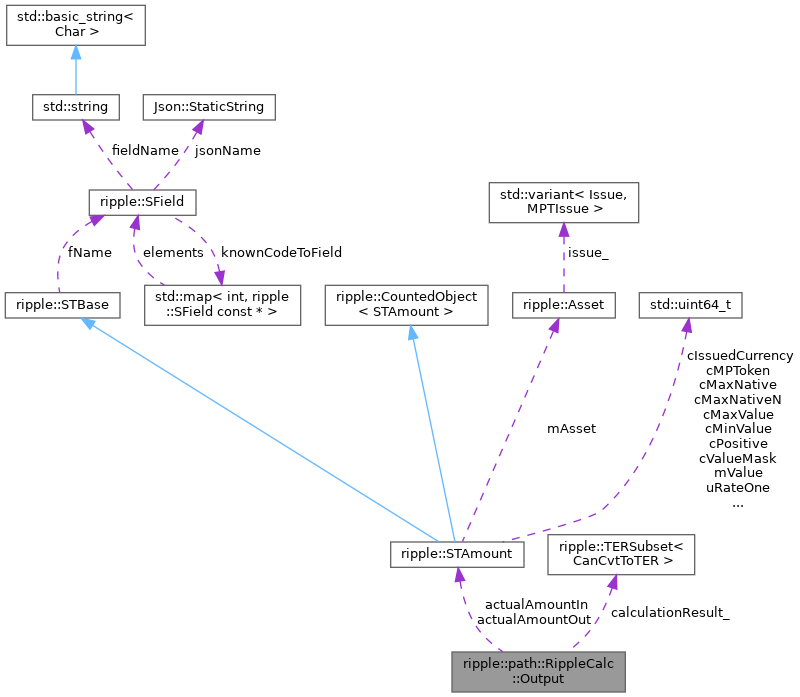 std::basic_string<
Char >
std::string
Json::StaticString
fieldName
jsonName
ripple::SField
std::variant< Issue,
MPTIssue >
fName
elements
knownCodeToField
issue_
ripple::STBase
std::map< int, ripple
::SField const * >
ripple::CountedObject
< STAmount >
ripple::Asset
std::uint64_t
cIssuedCurrency
cMPToken
cMaxNative
cMaxNativeN
cMaxValue
cMinValue
cPositive
cValueMask
mValue
uRateOne
...
mAsset
ripple::STAmount
ripple::TERSubset<
CanCvtToTER >
actualAmountIn
actualAmountOut
calculationResult_
ripple::path::RippleCalc
::Output